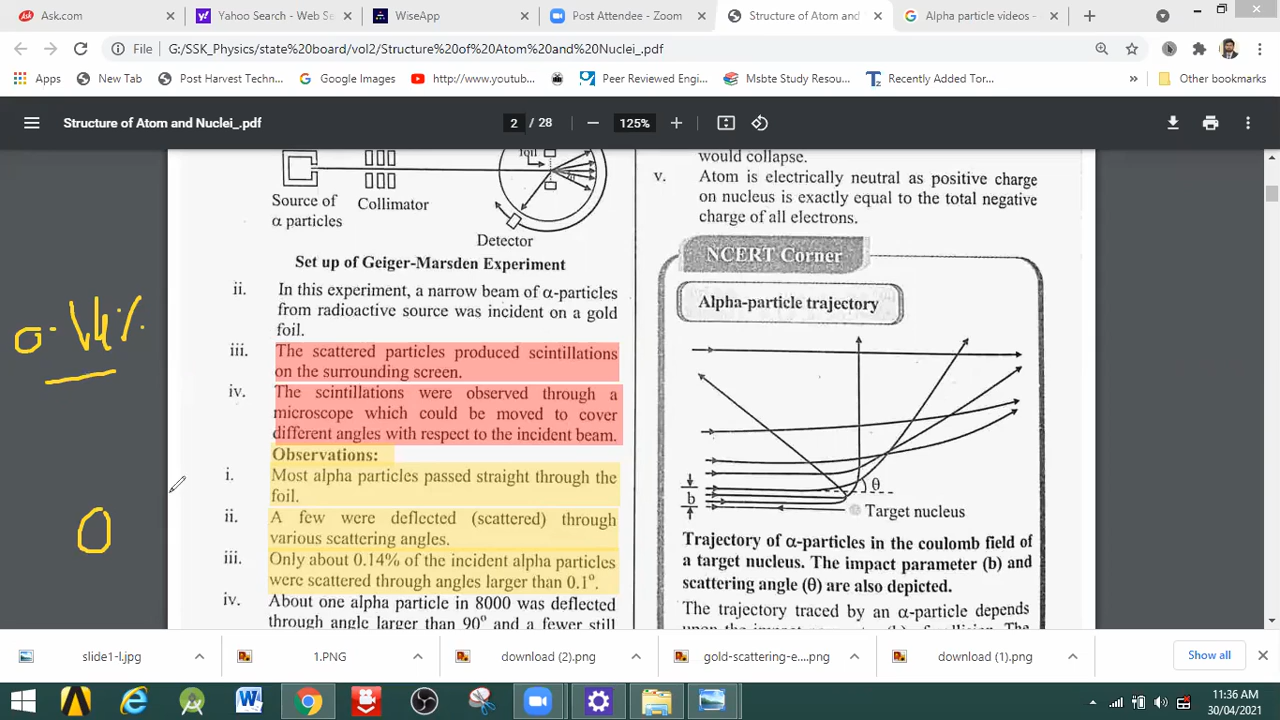 Ask.com
Yahoo Search - Web Se
WiseApp
Post Attendee - Zoom
Structure of Atom and
Alpha particle videos -
File
G:/SSK_Physics/state%20board/vol2/Structure%20of%20Atom%20and%20Nuclei_.pdf
Apps
New Tab
Post Harvest Techn...
Google Images
http://www.youtub...
Peer Reviewed Engi...
Msbte Study Resou...
Recently Added Tor...
»
Other bookmarks
Structure of Atom and Nuclei_.pdf
2 / 28
125%
foil
Source of
α particles
Collimator
Detector
Set up of Geiger-Marsden Experiment
ii. In this experiment, a narrow beam of α-particles
from radioactive source was incident on a gold
foil.
iii. The scattered particles produced scintillations
on the surrounding screen.
iv. The scintillations were observed through a
microscope which could be moved to cover
different angles with respect to the incident beam.
Observations:
i. Most alpha particles passed straight through the
foil.
ii. A few were deflected (scattered) through
various scattering angles.
iii. Only about 0.14% of the incident alpha particles
were scattered through angles larger than 0.1°.
iv. About one alpha particle in 8000 was deflected
through angle larger than 90° and a fewer still
0.14%
0
would collapse.
v. Atom is electrically neutral as positive charge
on nucleus is exactly equal to the total negative
charge of all electrons.
NCERT Corner
Alpha-particle trajectory
b
θ
Target nucleus
Trajectory of α-particles in the coulomb field of
a target nucleus. The impact parameter (b) and
scattering angle (θ) are also depicted.
The trajectory traced by an α-particle depends
slide1-l.jpg
1.PNG
download (2).png
gold-scattering-e....png
download (1).png
Show all
11:36 AM
30/04/2021